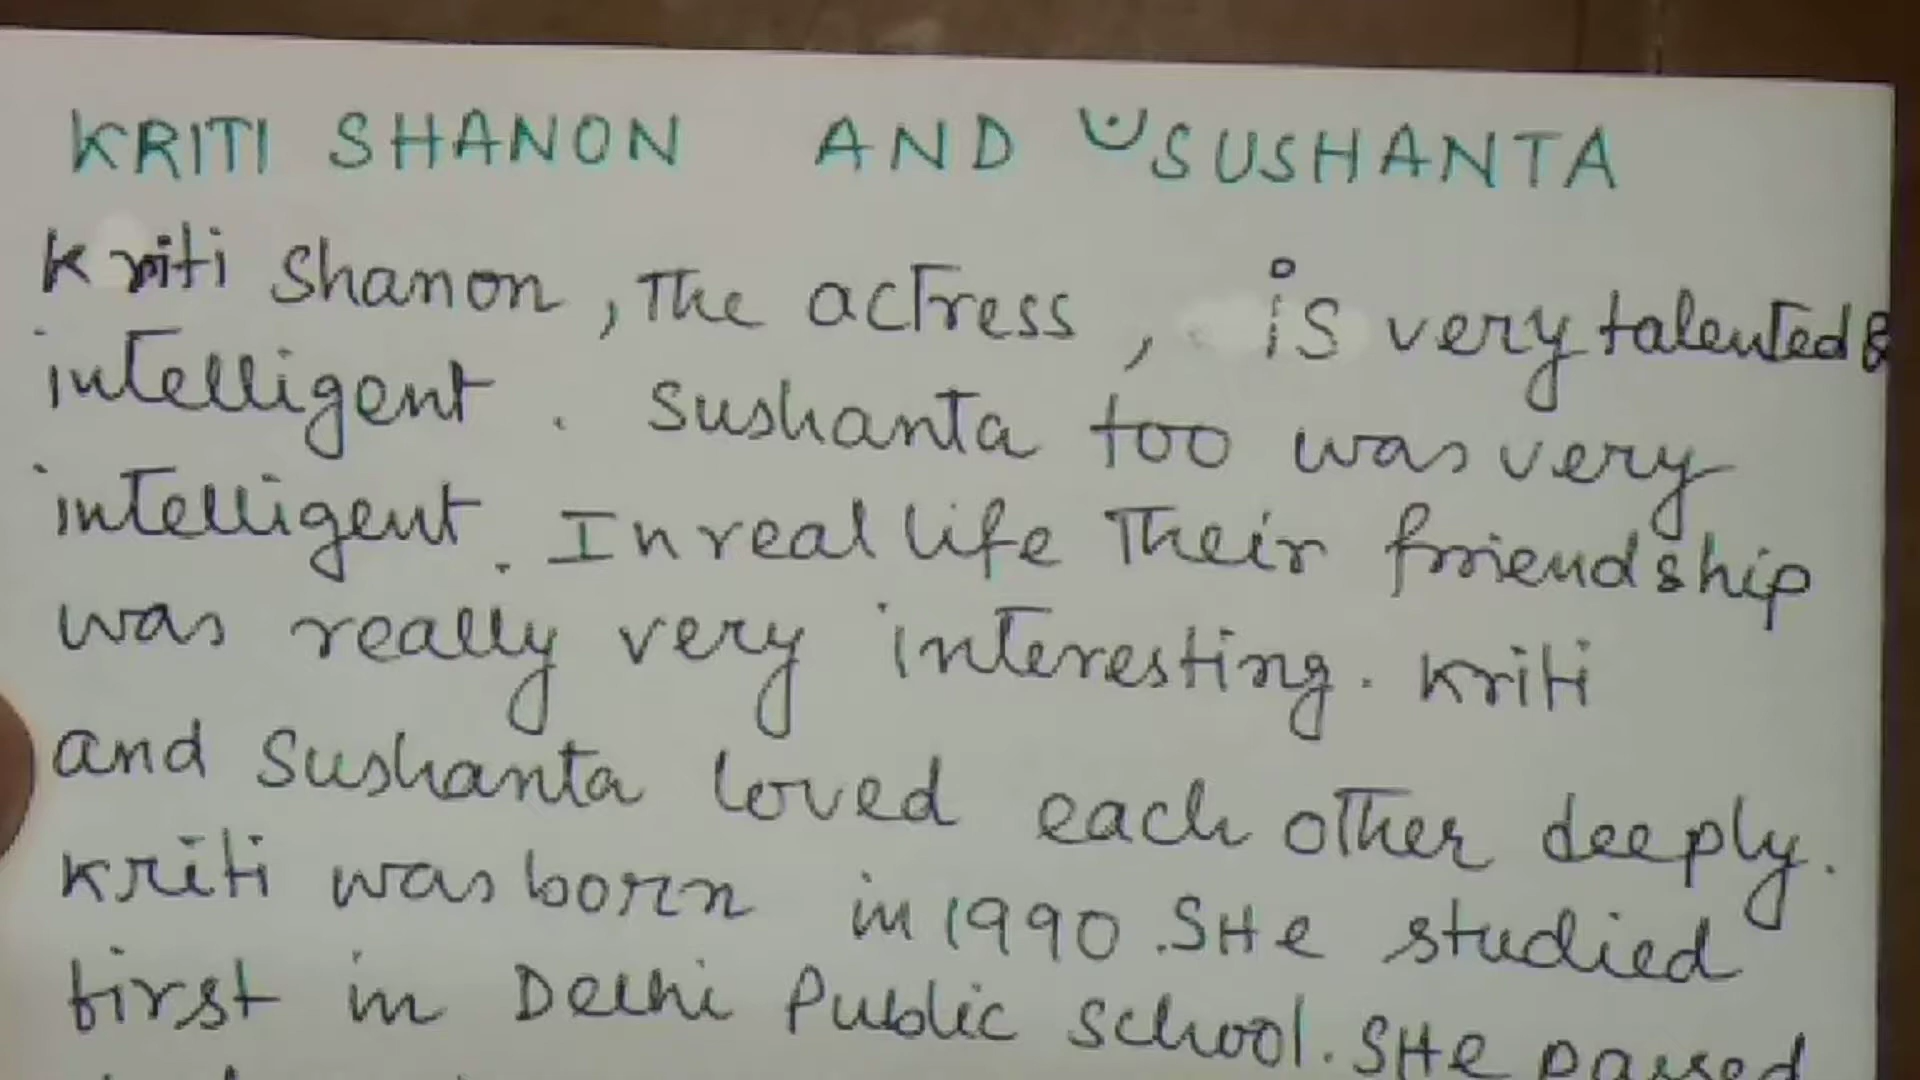 KRITI SHANON AND SUSHANTA
Kriti Shanon, The actress, is very talented &
intelligent. Sushanta too was very
intelligent. In real life Their friendship
was really very interesting. Kriti
and Sushanta loved each other deeply.
Kriti was born in 1990. SHe studied
first in Delhi Public School. SHe passed